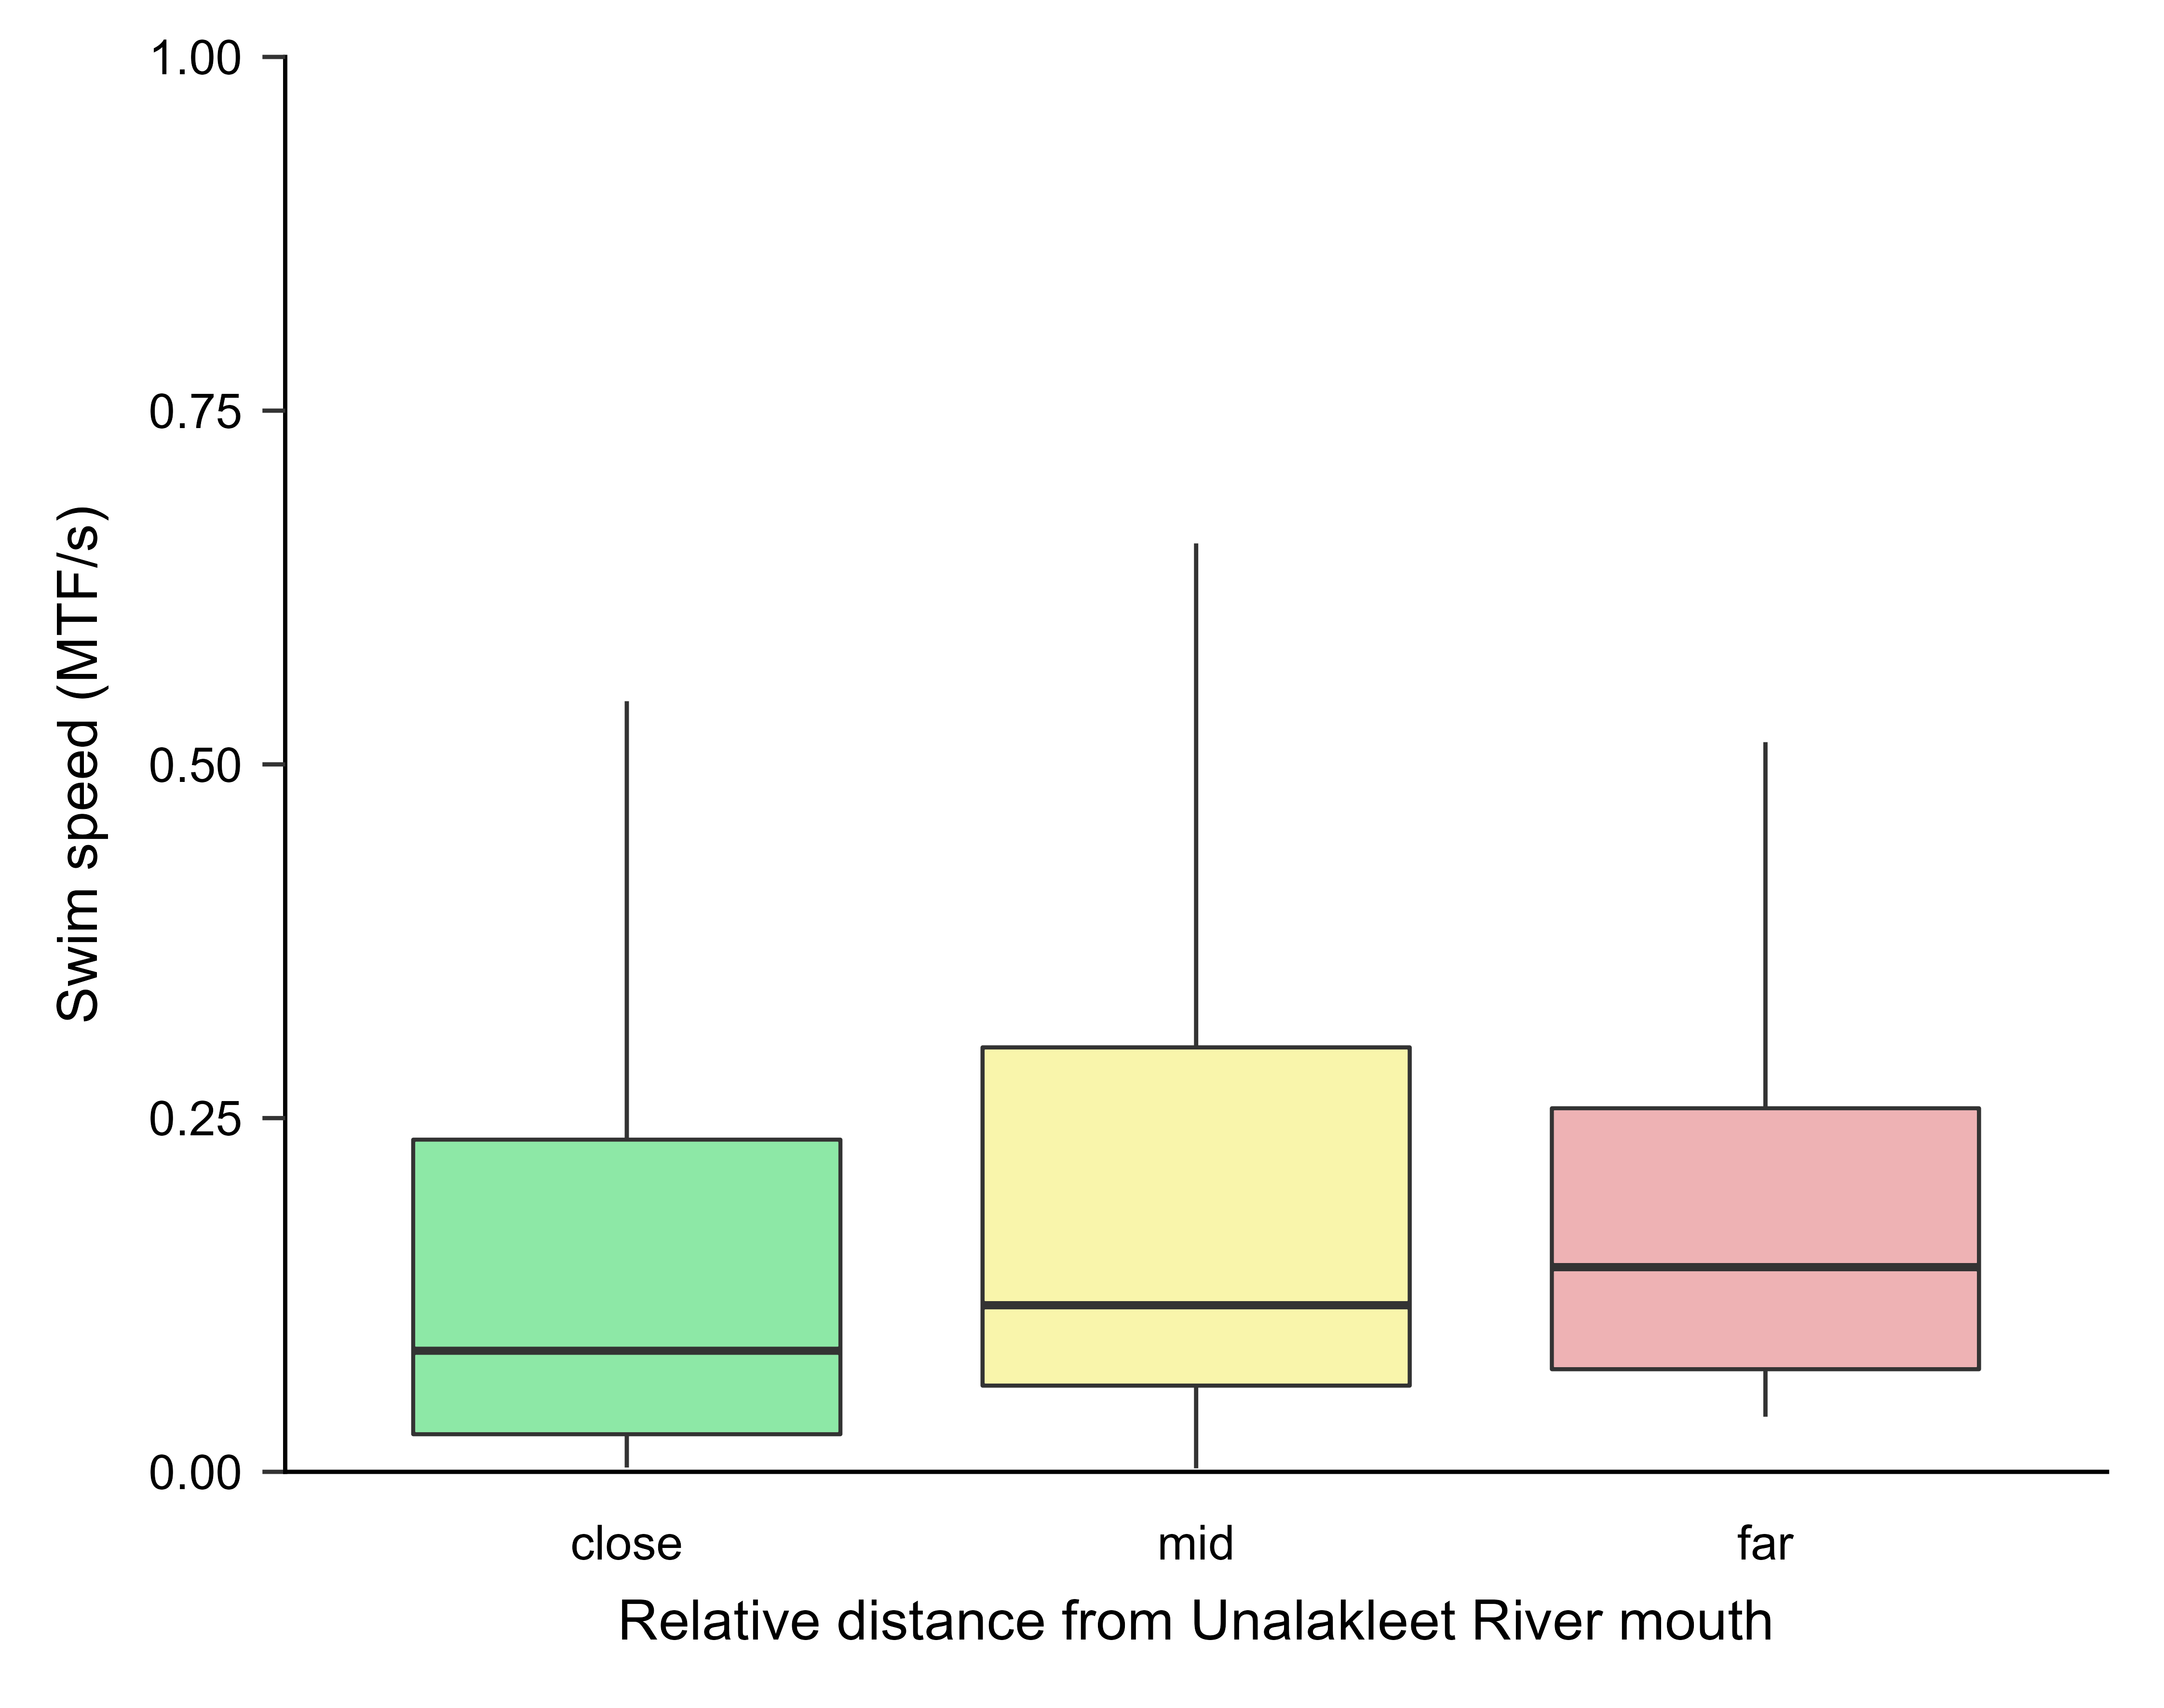 1.00
0.75
0.50
0.25
0.00
Swim speed (MTF/s)
close mid far
Relative distance from Unalakleet River mouth